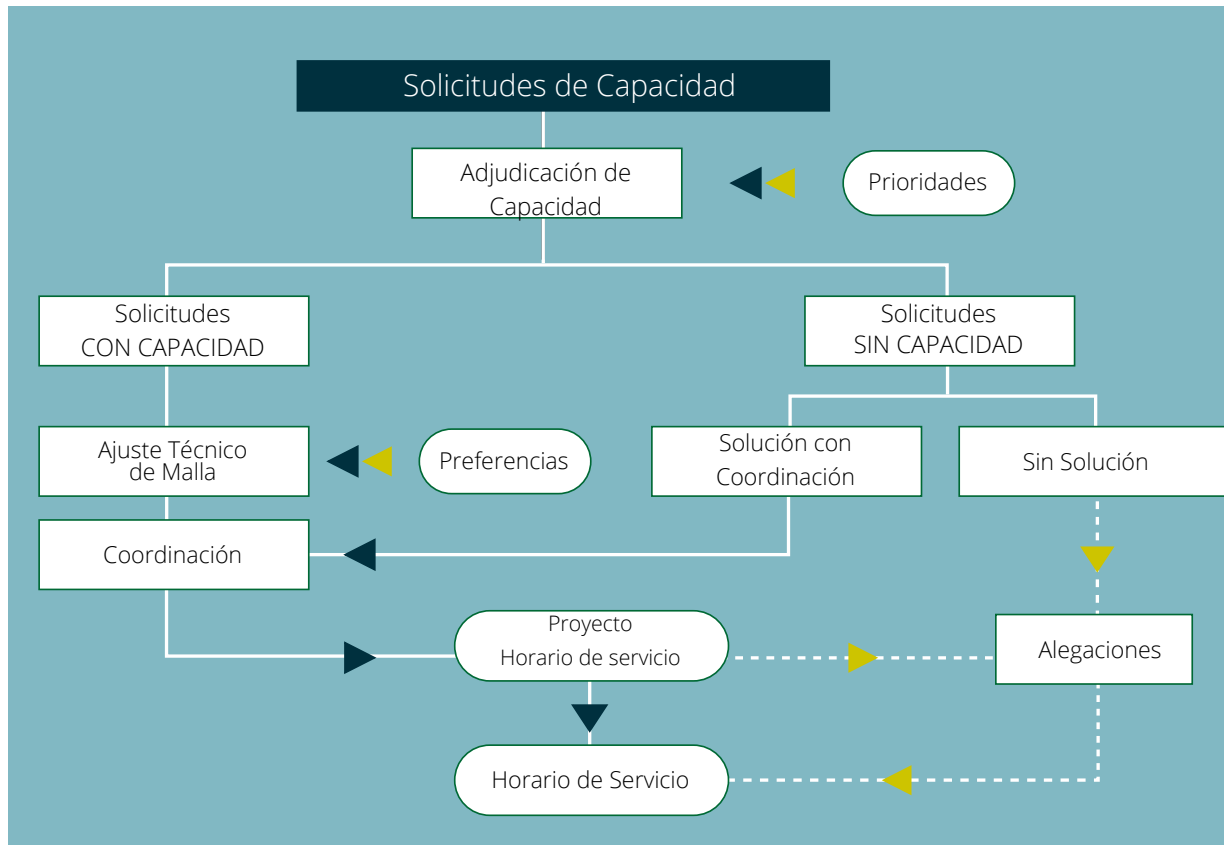 Solicitudes de Capacidad
Adjudicación de
Capacidad
Prioridades
Solicitudes
CON CAPACIDAD
Solicitudes
SIN CAPACIDAD
Ajuste Técnico
de Malla
Preferencias
Solución con
Coordinación
Sin Solución
Coordinación
Proyecto
Horario de servicio
Alegaciones
Horario de Servicio